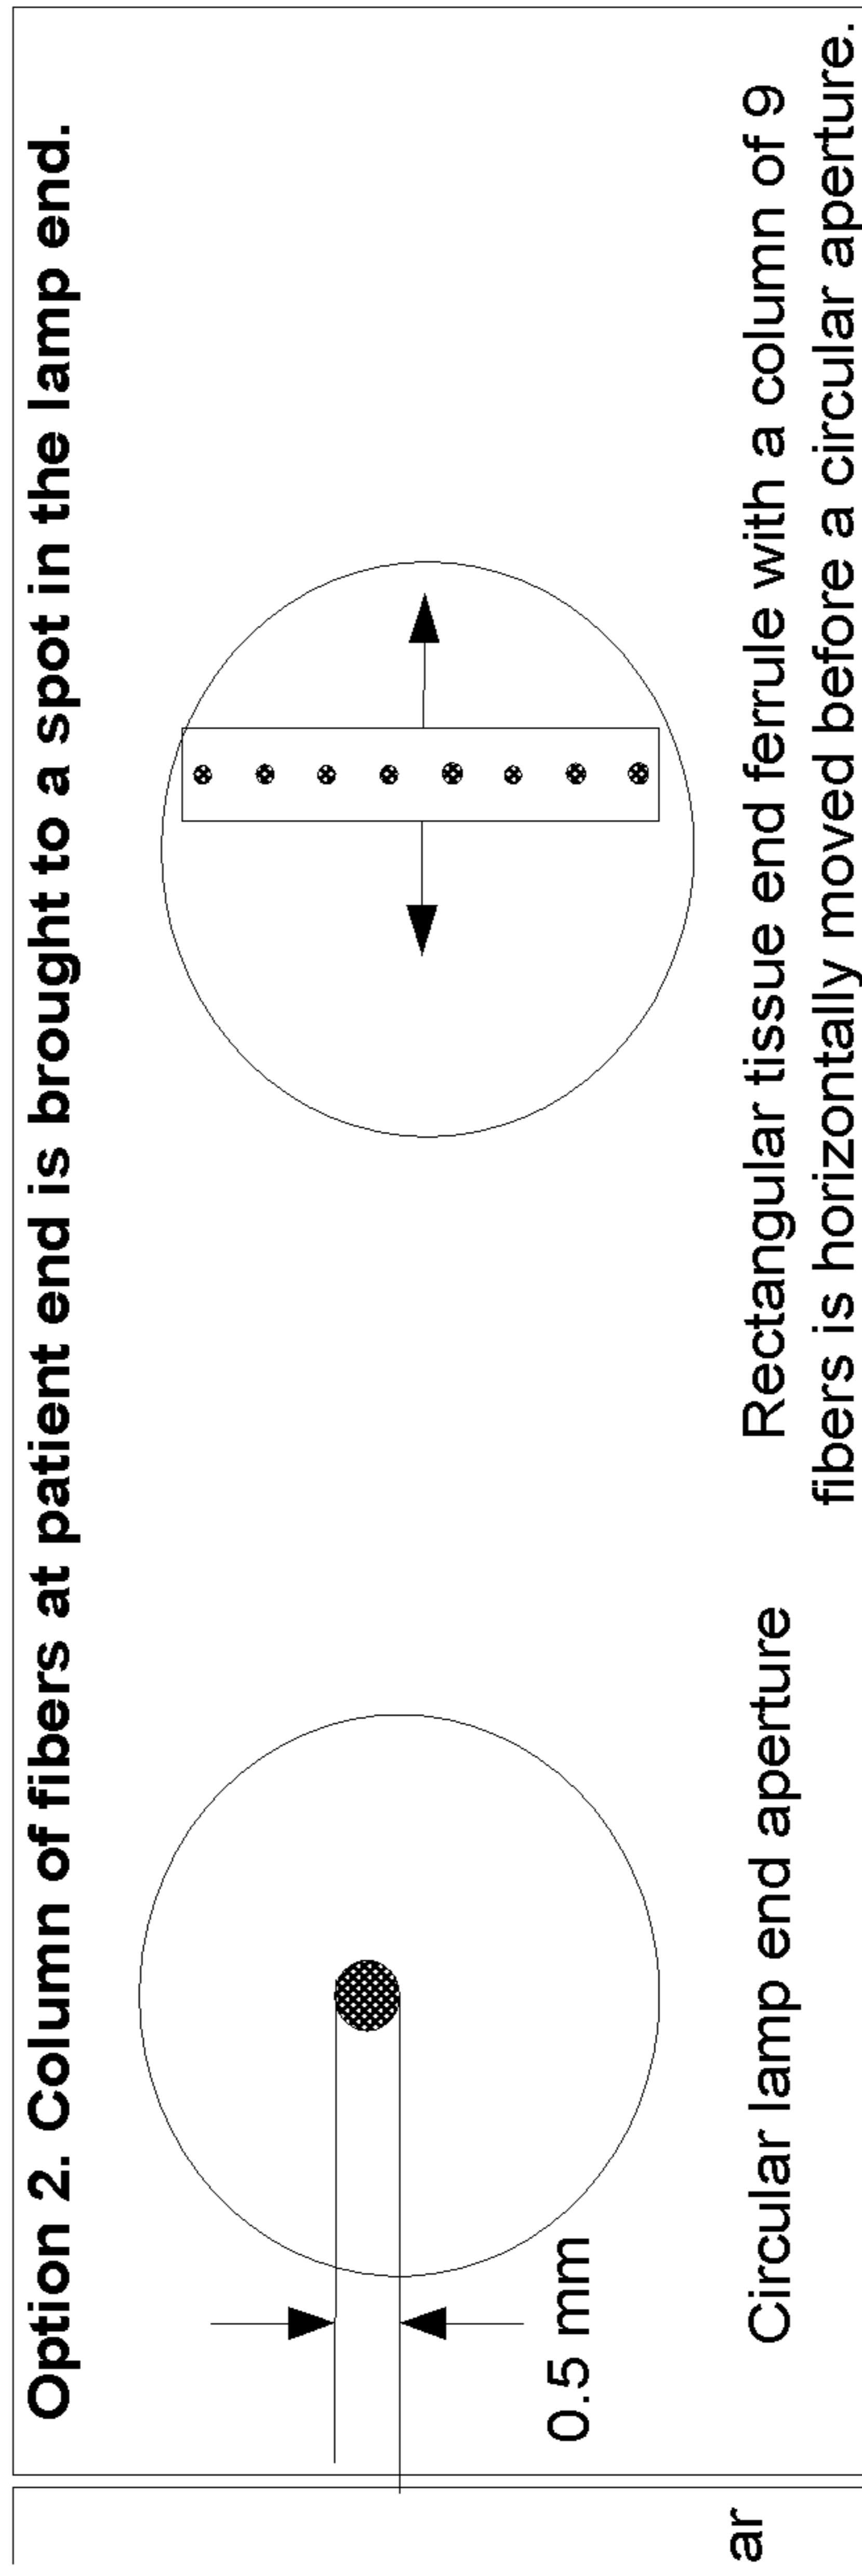 Option 2. Column of fibers at patient end is brought to a spot in the lamp end.
0.5 mm
Circular lamp end aperture
Rectangular tissue end ferrule with a column of 9
fibers is horizontally moved before a circular aperture.
ar